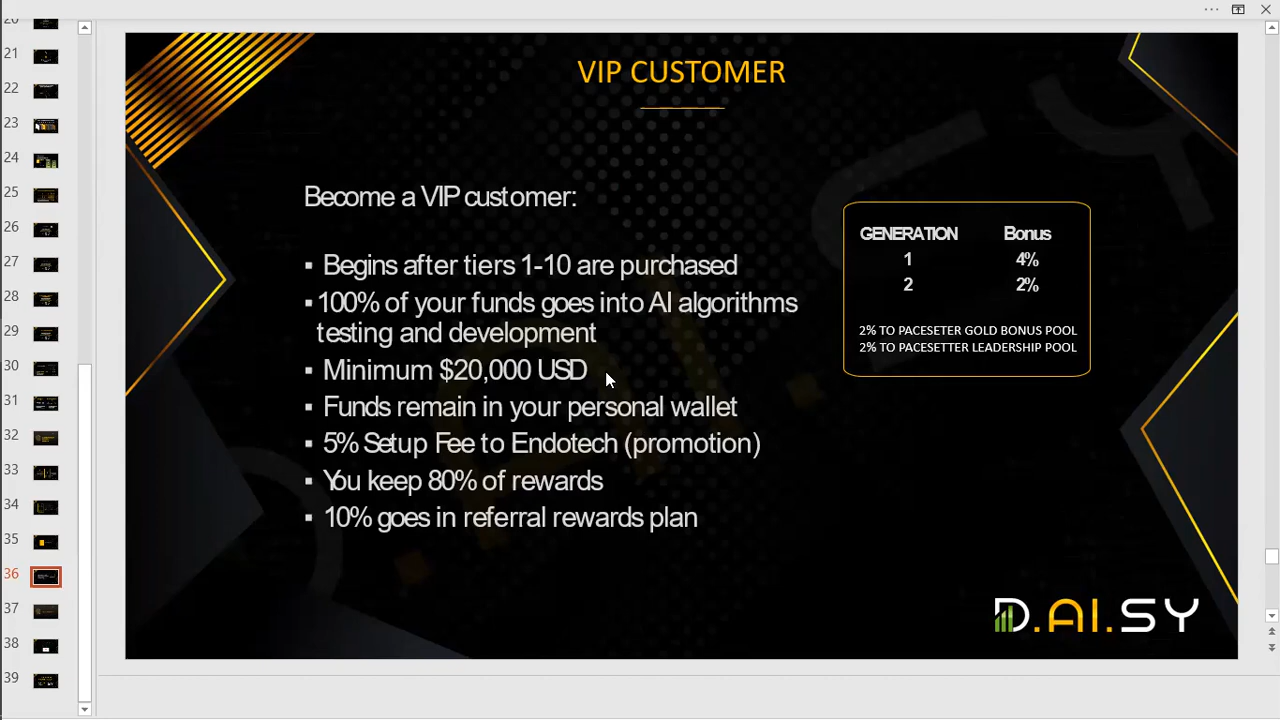 20
21
22
23
24
25
26
27
28
29
30
31
32
33
34
35
36
37
38
39
VIP CUSTOMER
Become a VIP customer:
▪ Begins after tiers 1-10 are purchased
▪ 100% of your funds goes into AI algorithms
testing and development
▪ Minimum $20,000 USD
▪ Funds remain in your personal wallet
▪ 5% Setup Fee to Endotech (promotion)
▪ You keep 80% of rewards
▪ 10% goes in referral rewards plan
GENERATION Bonus
1 4%
2 2%
2% TO PACESETER GOLD BONUS POOL
2% TO PACESETTER LEADERSHIP POOL
D.AI.SY